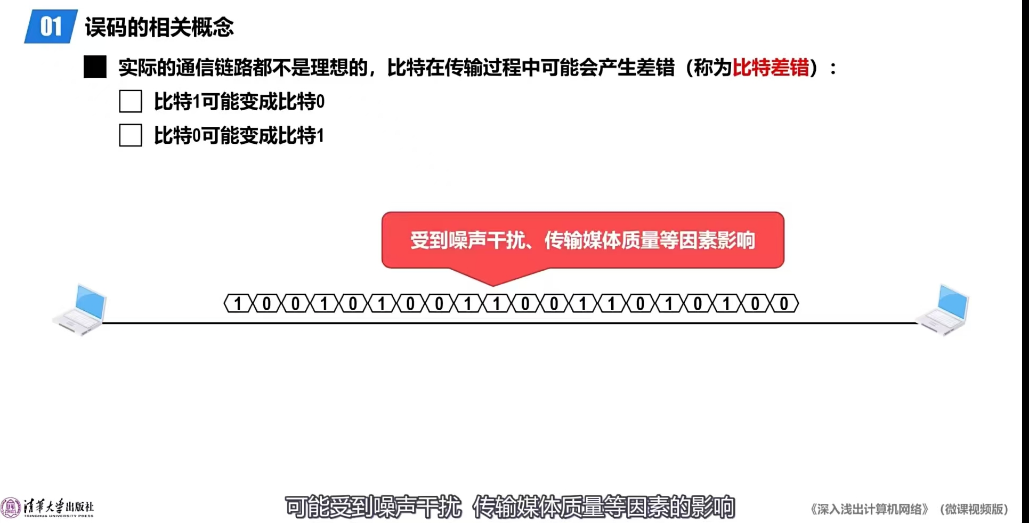 01 误码的相关概念
实际的通信链路都不是理想的，比特在传输过程中可能会产生差错（称为比特差错）：
比特1可能变成比特0
比特0可能变成比特1
受到噪声干扰、传输媒体质量等因素影响
1 0 0 1 0 1 0 0 1 1 0 0 1 1 0 1 0 1 0 0
可能受到噪声干扰 传输媒体质量等因素的影响
清华大学出版社
TSINGHUA UNIVERSITY PRESS
《深入浅出计算机网络》（微课视频版）